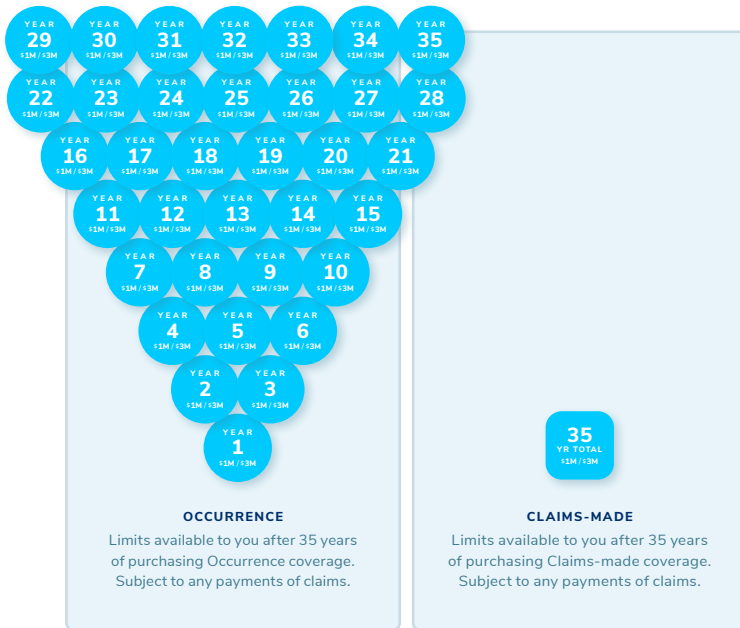 YEAR
29
$1M / $3M
YEAR
30
$1M / $3M
YEAR
31
$1M / $3M
YEAR
32
$1M / $3M
YEAR
33
$1M / $3M
YEAR
34
$1M / $3M
YEAR
35
$1M / $3M
YEAR
22
$1M / $3M
YEAR
23
$1M / $3M
YEAR
24
$1M / $3M
YEAR
25
$1M / $3M
YEAR
26
$1M / $3M
YEAR
27
$1M / $3M
YEAR
28
$1M / $3M
YEAR
16
$1M / $3M
YEAR
17
$1M / $3M
YEAR
18
$1M / $3M
YEAR
19
$1M / $3M
YEAR
20
$1M / $3M
YEAR
21
$1M / $3M
YEAR
11
$1M / $3M
YEAR
12
$1M / $3M
YEAR
13
$1M / $3M
YEAR
14
$1M / $3M
YEAR
15
$1M / $3M
YEAR
7
$1M / $3M
YEAR
8
$1M / $3M
YEAR
9
$1M / $3M
YEAR
10
$1M / $3M
YEAR
4
$1M / $3M
YEAR
5
$1M / $3M
YEAR
6
$1M / $3M
YEAR
2
$1M / $3M
YEAR
3
$1M / $3M
YEAR
1
$1M / $3M
OCCURRENCE
Limits available to you after 35 years
of purchasing Occurrence coverage.
Subject to any payments of claims.
35
YR TOTAL
$1M / $3M
CLAIMS-MADE
Limits available to you after 35 years
of purchasing Claims-made coverage.
Subject to any payments of claims.